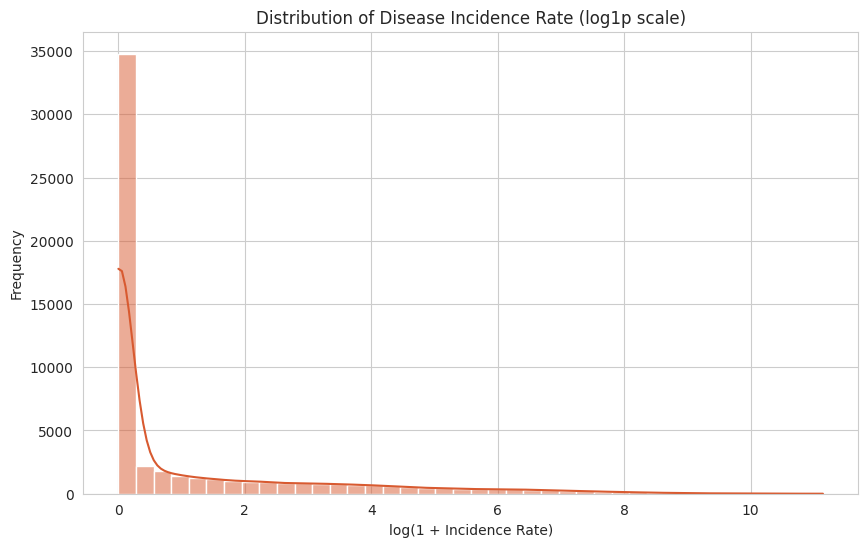 Distribution of Disease Incidence Rate (log1p scale)
35000
30000
25000
20000
15000
10000
5000
0
Frequency
0 2 4 6 8 10
log(1 + Incidence Rate)